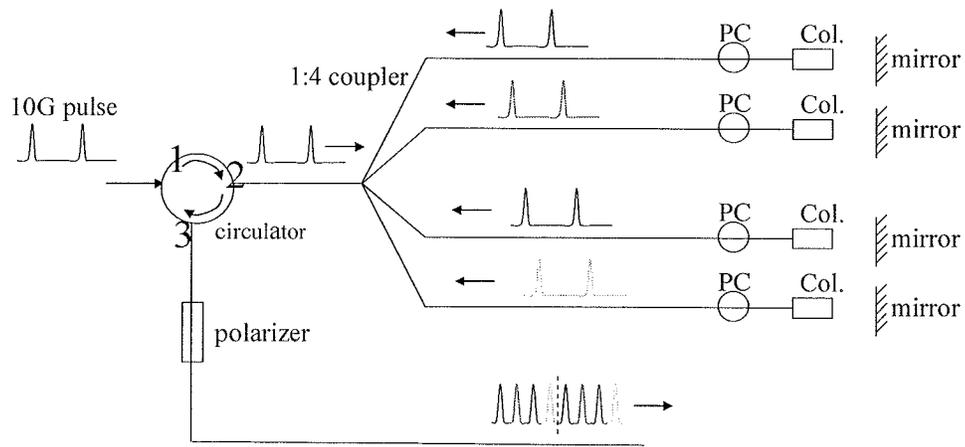 PC Col.
mirror
1:4 coupler
10G pulse
PC Col.
mirror
1
2
3
circulator
PC Col.
mirror
PC Col.
mirror
polarizer